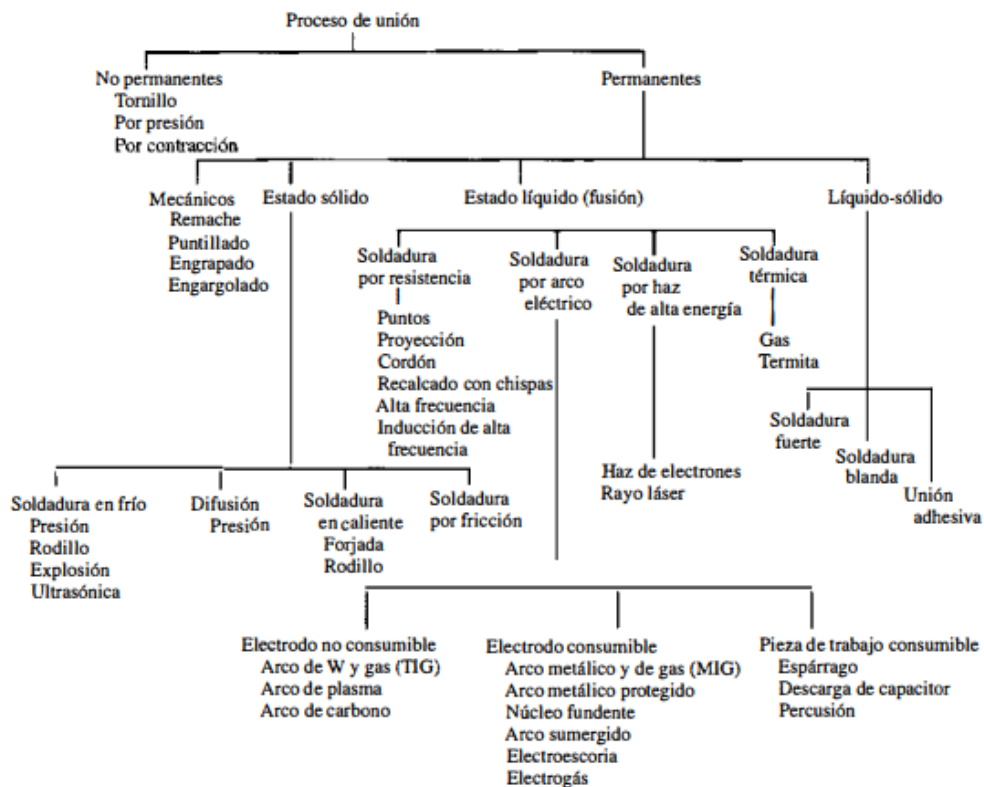 Proceso de unión
No permanentes
Tornillo
Por presión
Por contracción
Permanentes
Mecánicos
Remache
Puntillado
Engrapado
Engargolado
Estado sólido
Estado líquido (fusión)
Líquido-sólido
Soldadura
por resistencia
Puntos
Proyección
Cordón
Recalcado con chispas
Alta frecuencia
Inducción de alta
frecuencia
Soldadura
por arco
eléctrico
Soldadura
por haz
de alta energía
Haz de electrones
Rayo láser
Soldadura
térmica
Gas
Termita
Soldadura
fuerte
Soldadura
blanda
Unión
adhesiva
Soldadura en frío
Presión
Rodillo
Explosión
Ultrasónica
Difusión
Presión
Soldadura
en caliente
Forjada
Rodillo
Soldadura
por fricción
Electrodo no consumible
Arco de W y gas (TIG)
Arco de plasma
Arco de carbono
Electrodo consumible
Arco metálico y de gas (MIG)
Arco metálico protegido
Núcleo fundente
Arco sumergido
Electroescoria
Electrogás
Pieza de trabajo consumible
Espárrago
Descarga de capacitor
Percusión